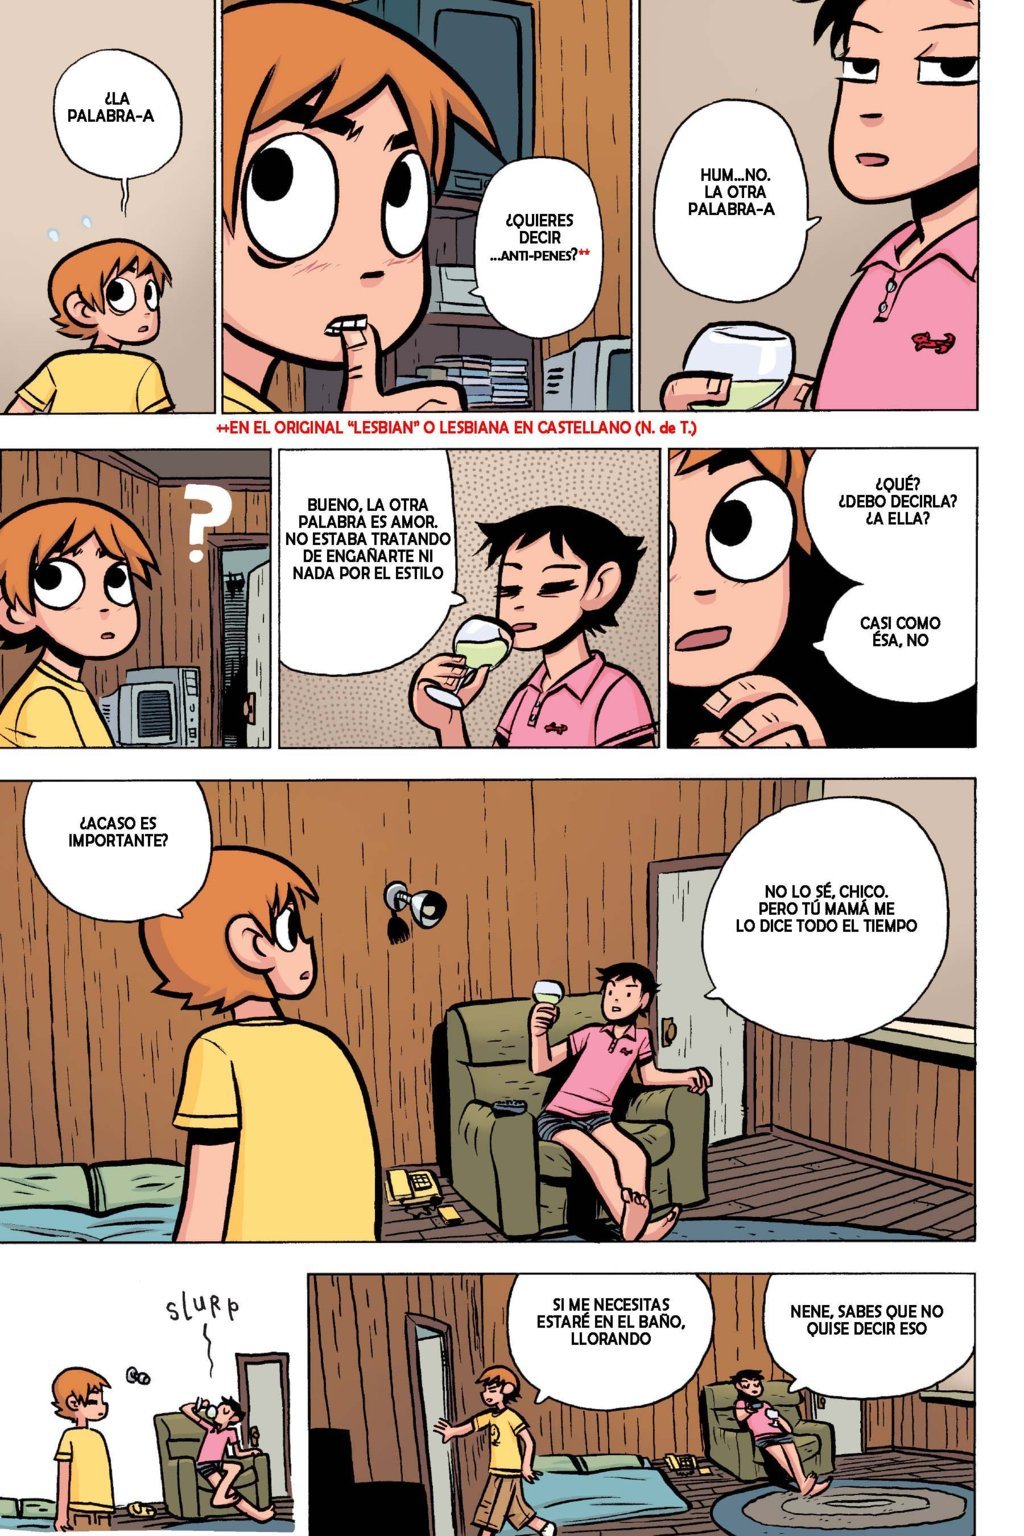 ¿LA
PALABRA-A
¿QUIERES
DECIR
...ANTI-PENES?**
HUM...NO.
LA OTRA
PALABRA-A
++EN EL ORIGINAL “LESBIAN” O LESBIANA EN CASTELLANO (N. de T.)
?
BUENO, LA OTRA
PALABRA ES AMOR.
NO ESTABA TRATANDO
DE ENGAÑARTE NI
NADA POR EL ESTILO
¿QUÉ?
¿DEBO DECIRLA?
¿A ELLA?
CASI COMO
ÉSA, NO
¿ACASO ES
IMPORTANTE?
NO LO SÉ, CHICO.
PERO TÚ MAMÁ ME
LO DICE TODO EL TIEMPO
SLURP
SI ME NECESITAS
ESTARÉ EN EL BAÑO,
LLORANDO
NENE, SABES QUE NO
QUISE DECIR ESO